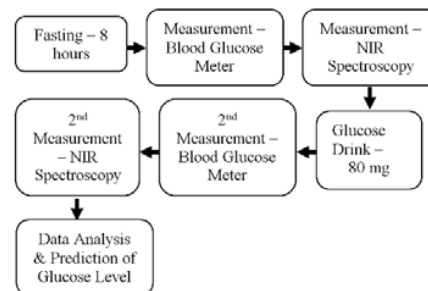 Fasting – 8
hours
Measurement –
Blood Glucose
Meter
Measurement –
NIR
Spectroscopy
Glucose
Drink –
80 mg
2nd
Measurement –
Blood Glucose
Meter
2nd
Measurement
– NIR
Spectroscopy
Data Analysis
& Prediction of
Glucose Level